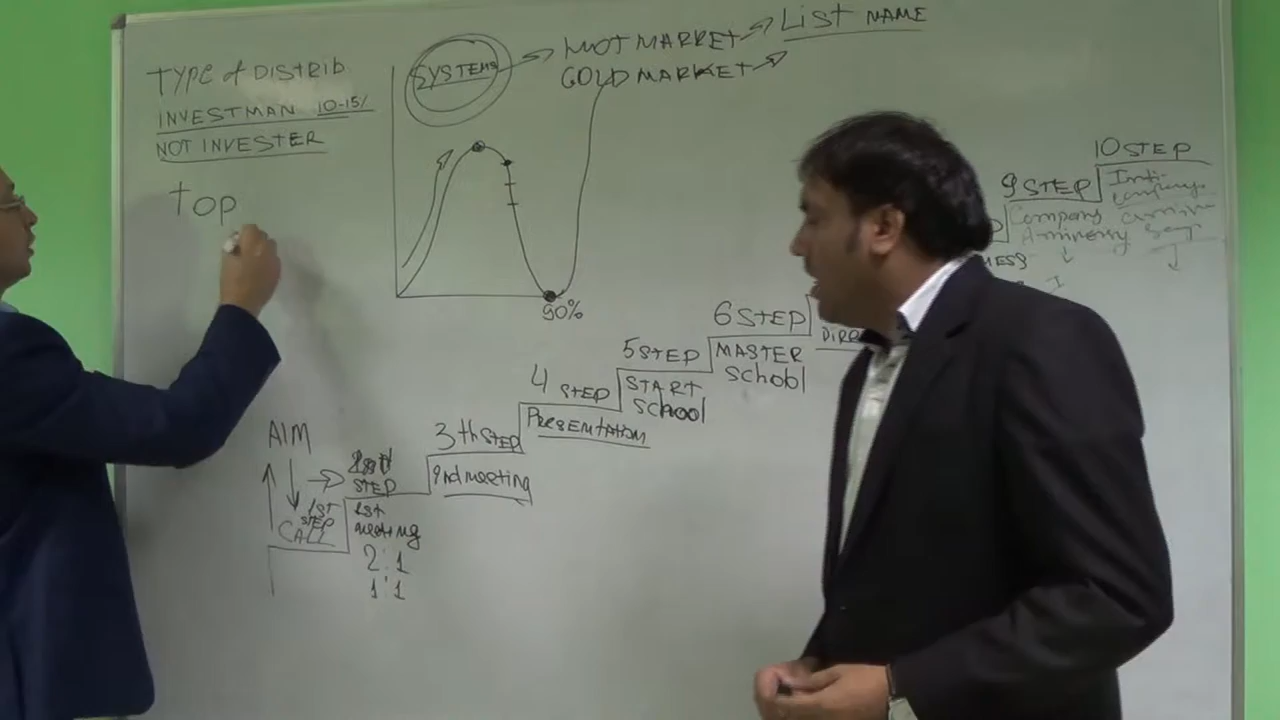 TYPE of DISTRIB
INVESTMAN 10-15/
NOT INVESTER
top
SYSTEMS
HOT MARKET
COLD MARKET
LIST NAME
90%
AIM
1ST
STEP
CALL
STEP
1st
meeting
2:1
1:1
3th STEP
2nd meeting
4 STEP
PRESENTATION
5 STEP
START
SCHOOL
6 STEP
MASTER
SCHOOL
DIR
9 STEP
Company
10 STEP